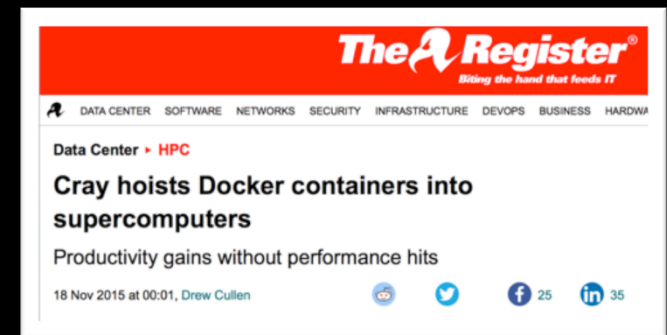 The Register®
Biting the hand that feeds IT
DATA CENTER SOFTWARE NETWORKS SECURITY INFRASTRUCTURE DEVOPS BUSINESS HARDWA
Data Center ▸ HPC
Cray hoists Docker containers into
supercomputers
Productivity gains without performance hits
18 Nov 2015 at 00:01, Drew Cullen 25 in 35